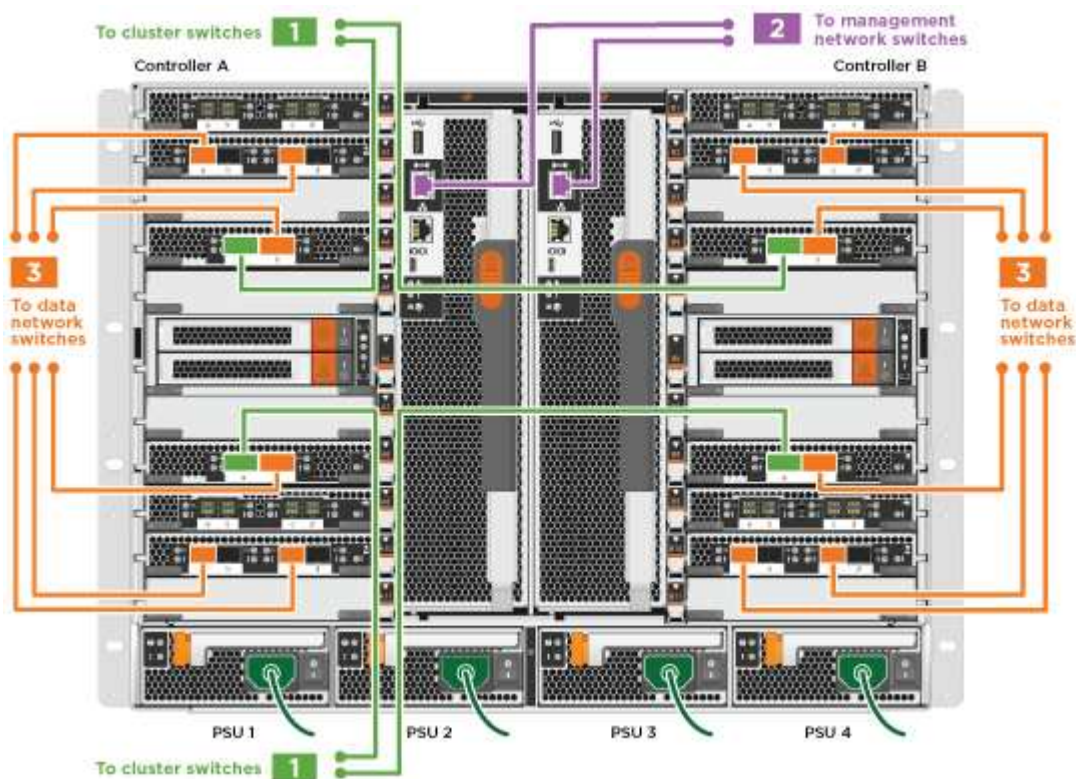 To cluster switches 1
2 To management
network switches
Controller A
Controller B
3
To data
network
switches
3
To data
network
switches
PSU 1
PSU 2
PSU 3
PSU 4
To cluster switches 1